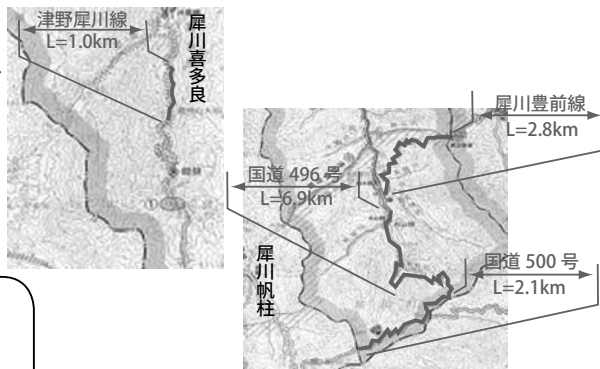 津野犀川線
L=1.0km
犀川喜多良
犀川豊前線
L=2.8km
国道 496 号
L=6.9km
犀川帆柱
国道 500 号
L=2.1km